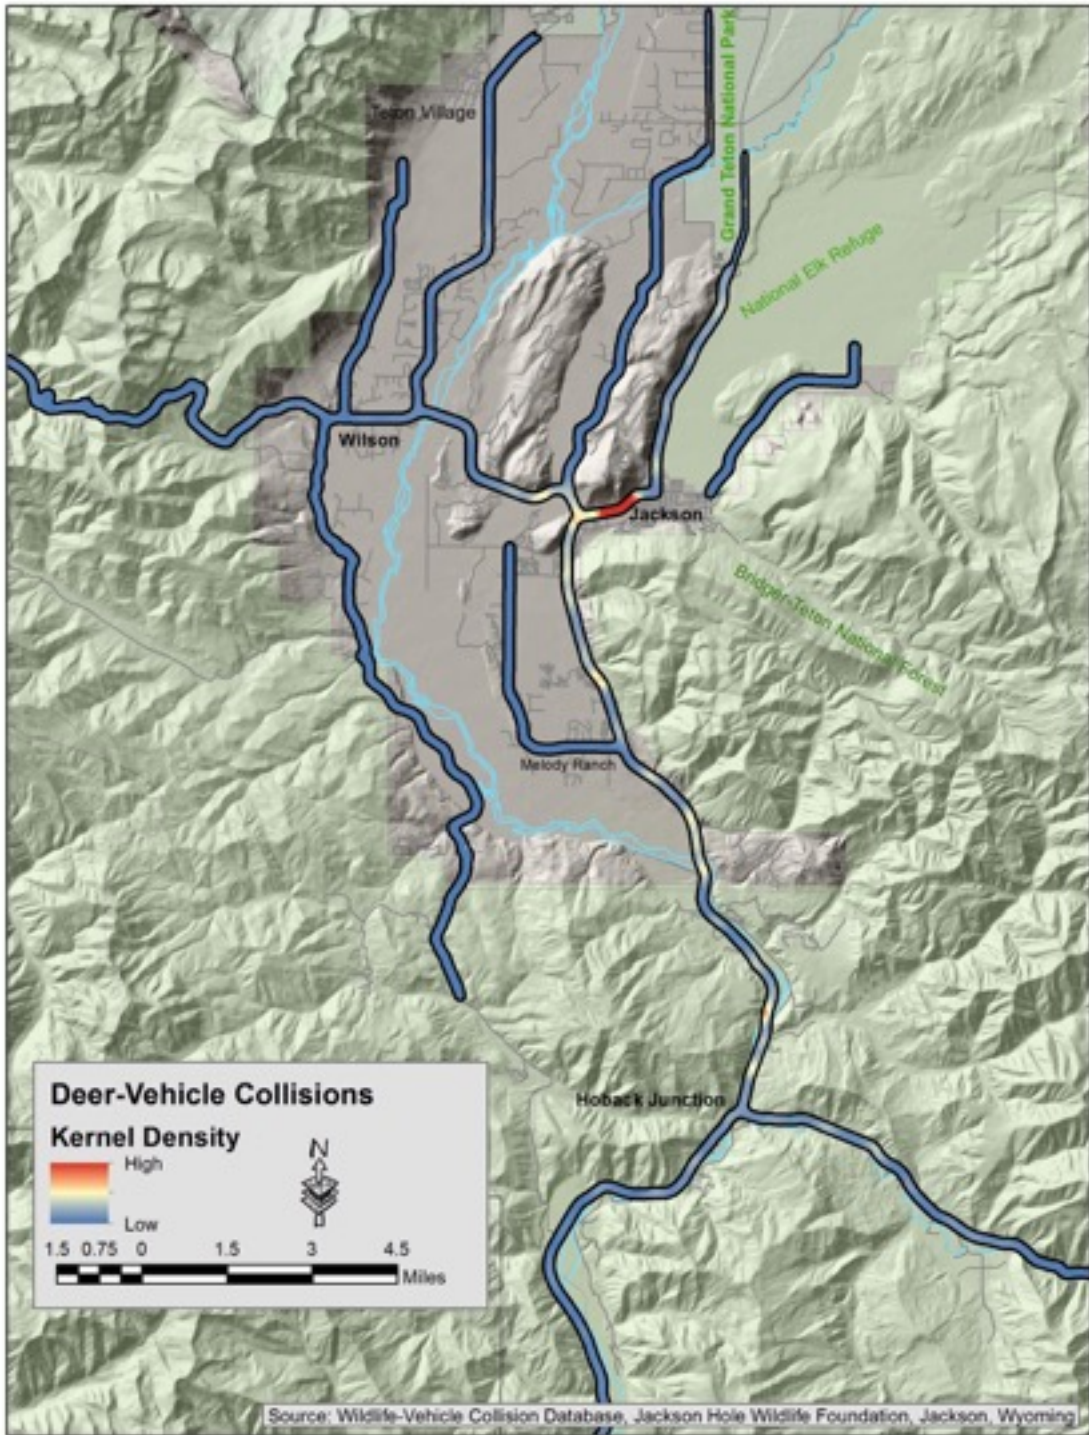 Teton Village
Grand Teton National Park
National Elk Refuge
Wilson
Jackson
Bridger-Teton National Forest
Melody Ranch
Hoback Junction
Deer-Vehicle Collisions
Kernel Density
High
Low
N
1.5 0.75 0 1.5 3 4.5
Miles
Source: Wildlife-Vehicle Collision Database, Jackson Hole Wildlife Foundation, Jackson, Wyoming